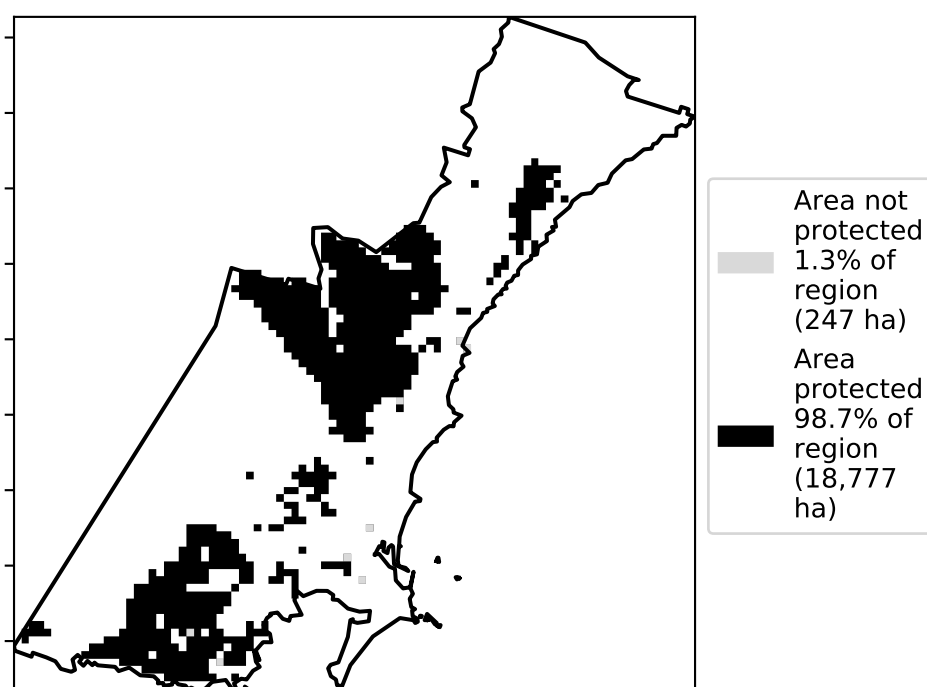 Area not
protected
1.3% of
region
(247 ha)
Area
protected
98.7% of
region
(18,777
ha)